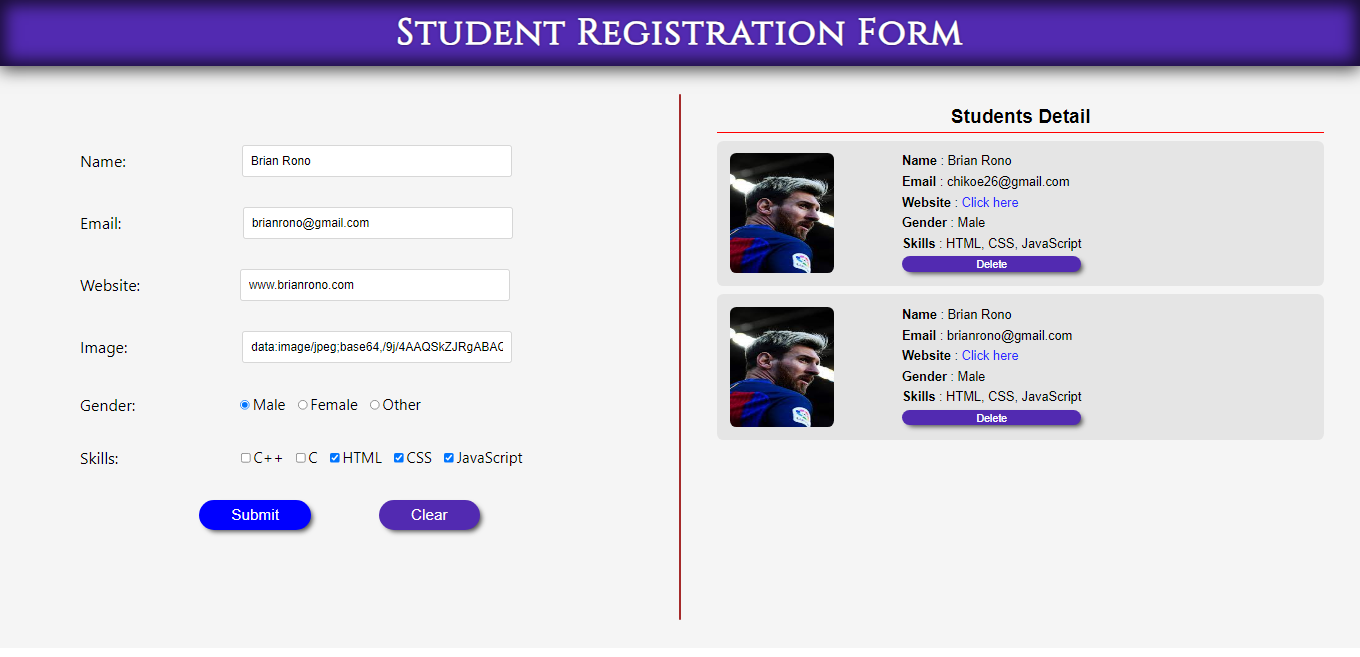 Student Registration Form
Name:
Brian Rono
Email:
brianrono@gmail.com
Website:
www.brianrono.com
Image:
data:image/jpeg;base64,/9j/4AAQSkZJRgABAC
Gender:
Male Female Other
Skills:
C++ C HTML CSS JavaScript
Submit Clear
Students Detail
Name : Brian Rono
Email : chikoe26@gmail.com
Website : Click here
Gender : Male
Skills : HTML, CSS, JavaScript
Delete
Name : Brian Rono
Email : brianrono@gmail.com
Website : Click here
Gender : Male
Skills : HTML, CSS, JavaScript
Delete